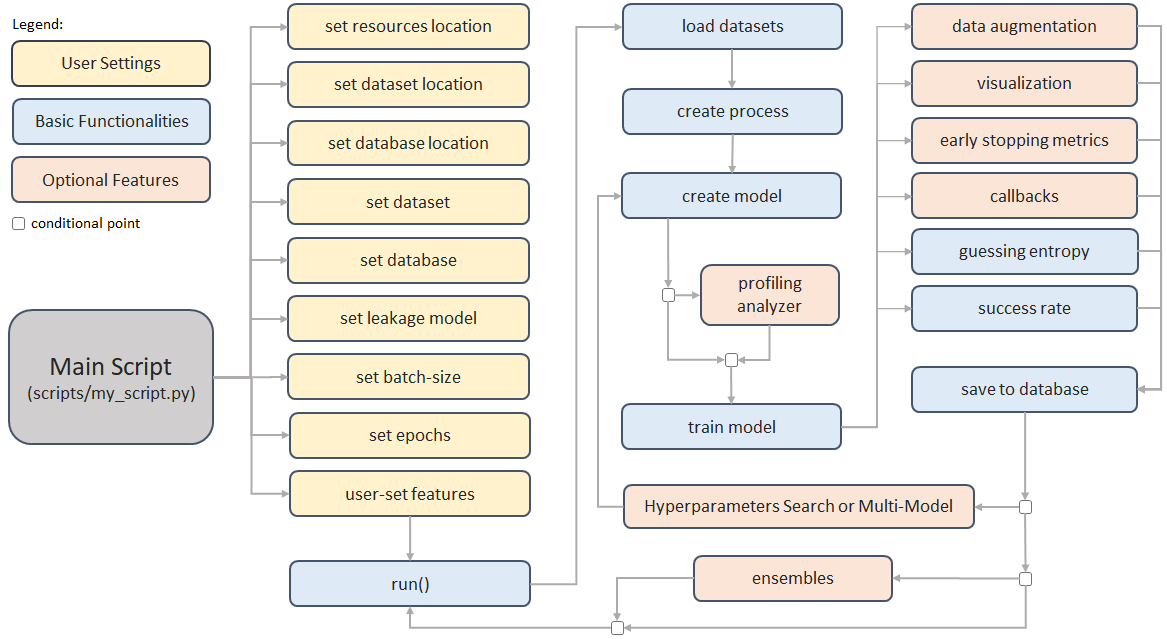 Legend:
User Settings
Basic Functionalities
Optional Features
conditional point
Main Script
(scripts/my_script.py)
set resources location
set dataset location
set database location
set dataset
set database
set leakage model
set batch-size
set epochs
user-set features
run()
load datasets
create process
create model
profiling
analyzer
train model
Hyperparameters Search or Multi-Model
ensembles
data augmentation
visualization
early stopping metrics
callbacks
guessing entropy
success rate
save to database